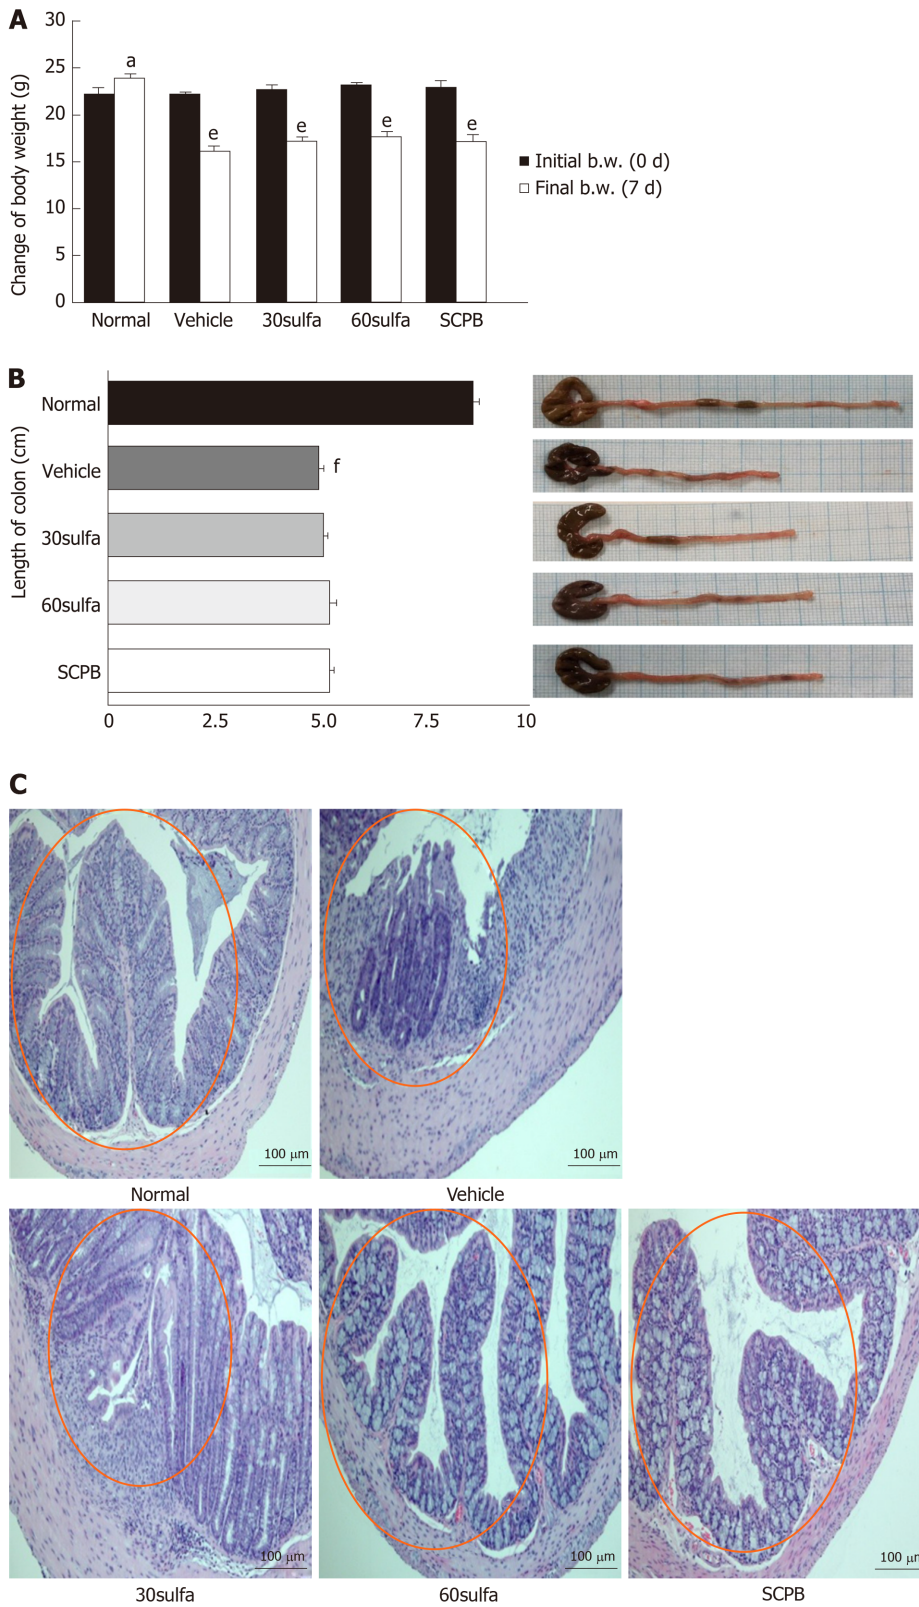 A
Change of body weight (g)
30
25
20
15
10
5
0
a
e
e
e
e
Normal
Vehicle
30sulfa
60sulfa
SCPB
Initial b.w. (0 d)
Final b.w. (7 d)
B
Length of colon (cm)
Normal
Vehicle
f
30sulfa
60sulfa
SCPB
0
2.5
5.0
7.5
10
C
100 μm
100 μm
Normal
Vehicle
100 μm
100 μm
100 μm
30sulfa
60sulfa
SCPB